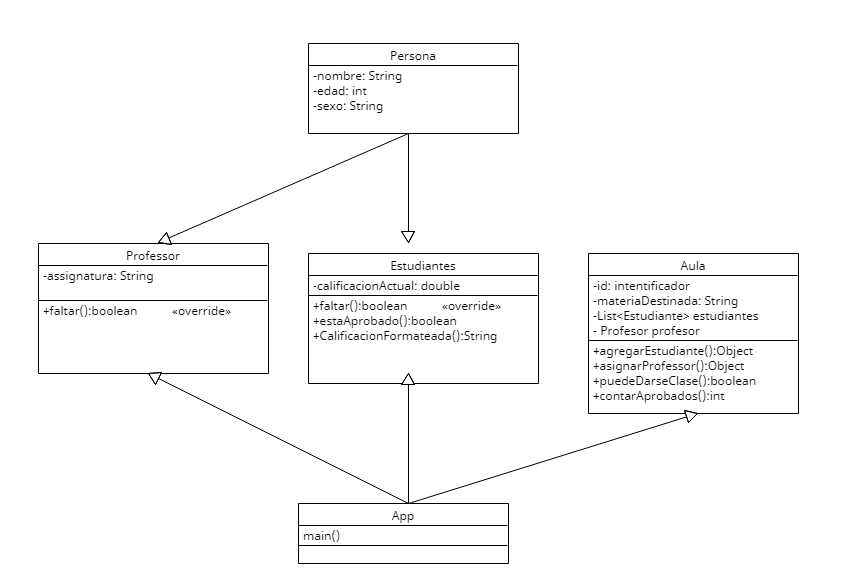 Persona
-nombre: String
-edad: int
-sexo: String
Professor
-assignatura: String
+faltar():boolean «override»
Estudiantes
-calificacionActual: double
+faltar():boolean «override»
+estaAprobado():boolean
+CalificacionFormateada():String
Aula
-id: intentificador
-materiaDestinada: String
-List<Estudiante> estudiantes
- Profesor profesor
+agregarEstudiante():Object
+asignarProfessor():Object
+puedeDarseClase():boolean
+contarAprobados():int
App
main()